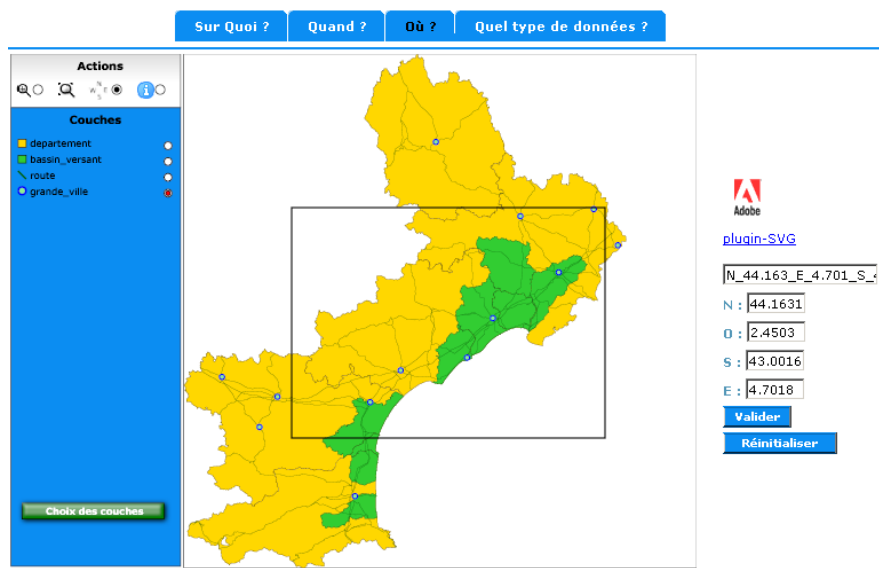 Sur Quoi ?
Quand ?
Où ?
Quel type de données ?
Actions
N
W E
S
i
Couches
departement
bassin_versant
route
grande_ville
Choix des couches
Adobe
plugin-SVG
N_44.163_E_4.701_S_
N : 44.1631
O : 2.4503
S : 43.0016
E : 4.7018
Valider
Réinitialiser